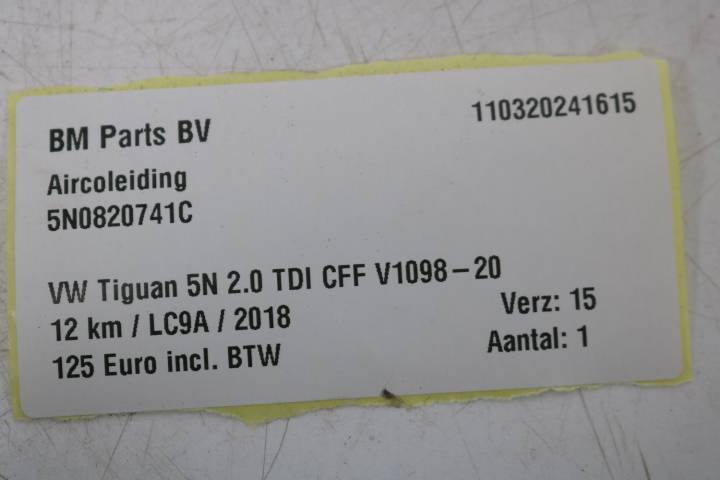 BM Parts BV
110320241615
Aircoleiding
5N0820741C
VW Tiguan 5N 2.0 TDI CFF V1098-20
12 km / LC9A / 2018
Verz: 15
125 Euro incl. BTW
Aantal: 1